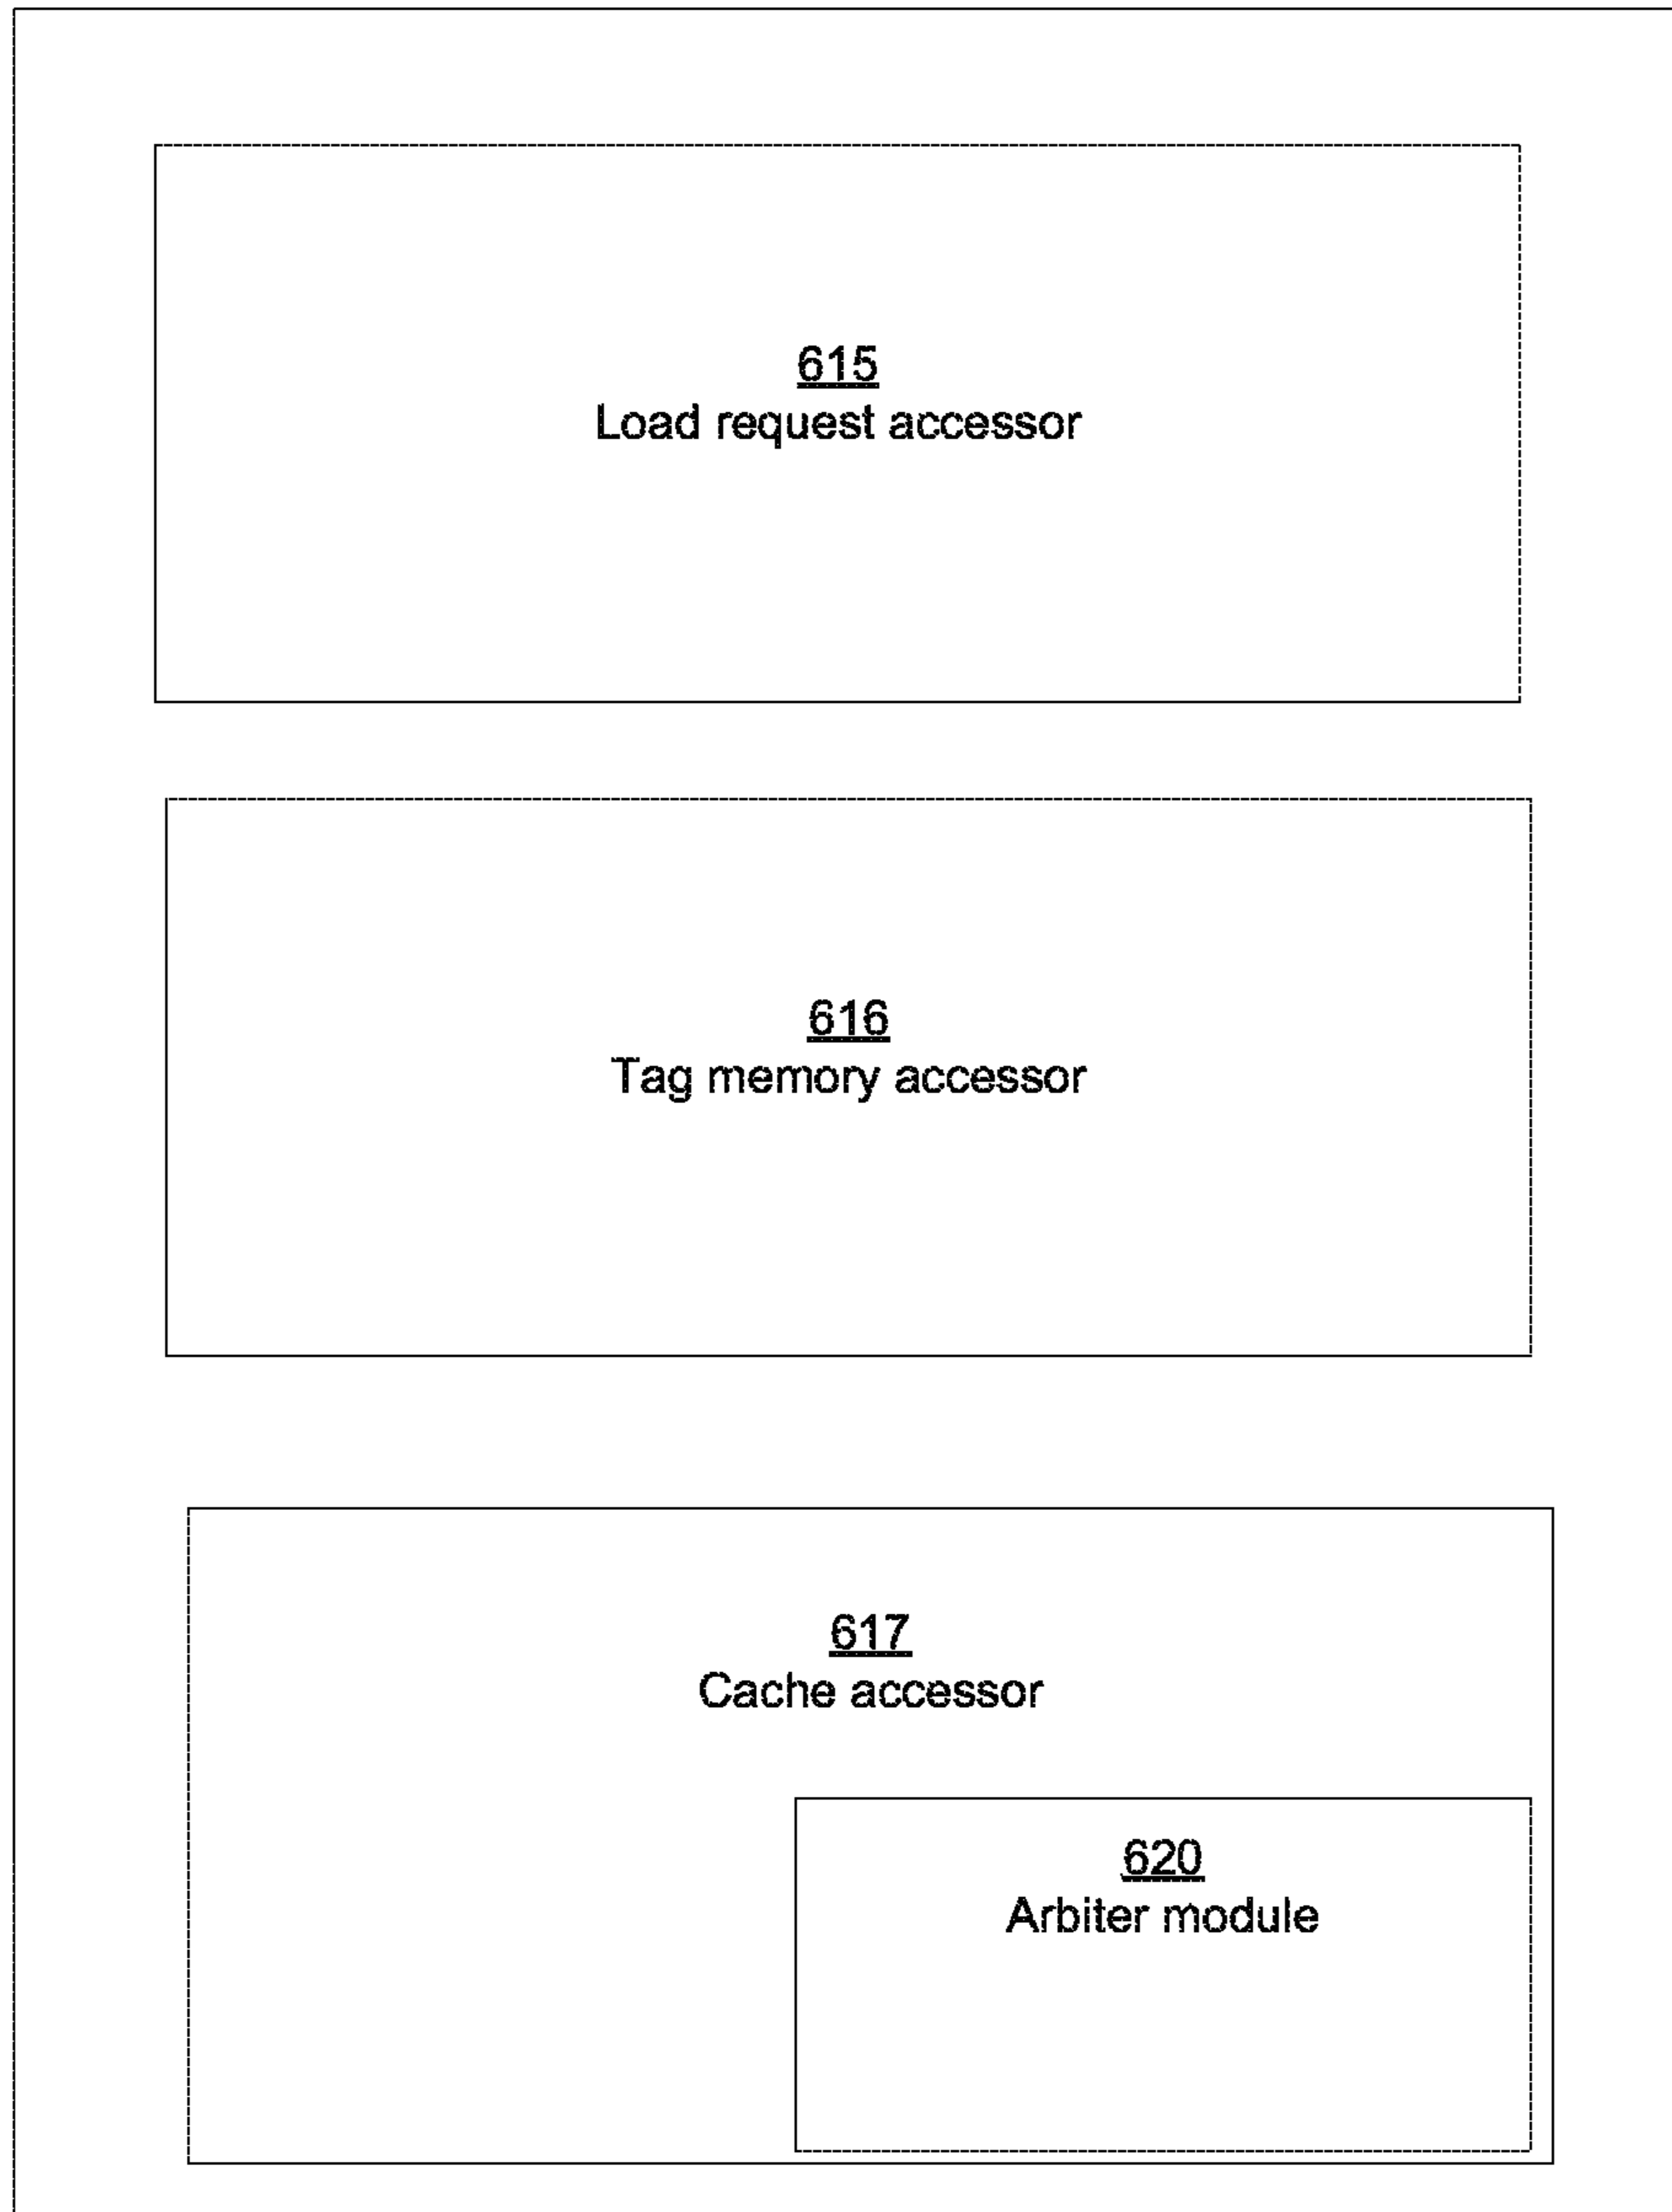 615
Load request accessor
616
Tag memory accessor
617
Cache accessor
620
Arbiter module